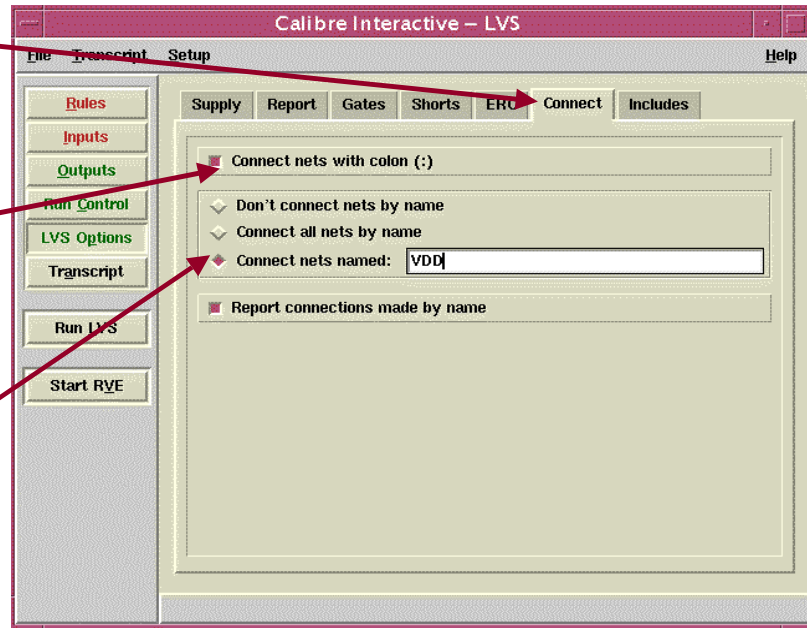 Calibre Interactive – LVS
File Transcript Setup Help
Rules
Inputs
Outputs
Run Control
LVS Options
Transcript
Run LVS
Start RVE
Supply Report Gates Shorts ERC Connect Includes
Connect nets with colon (:)
Don't connect nets by name
Connect all nets by name
Connect nets named: VDD
Report connections made by name